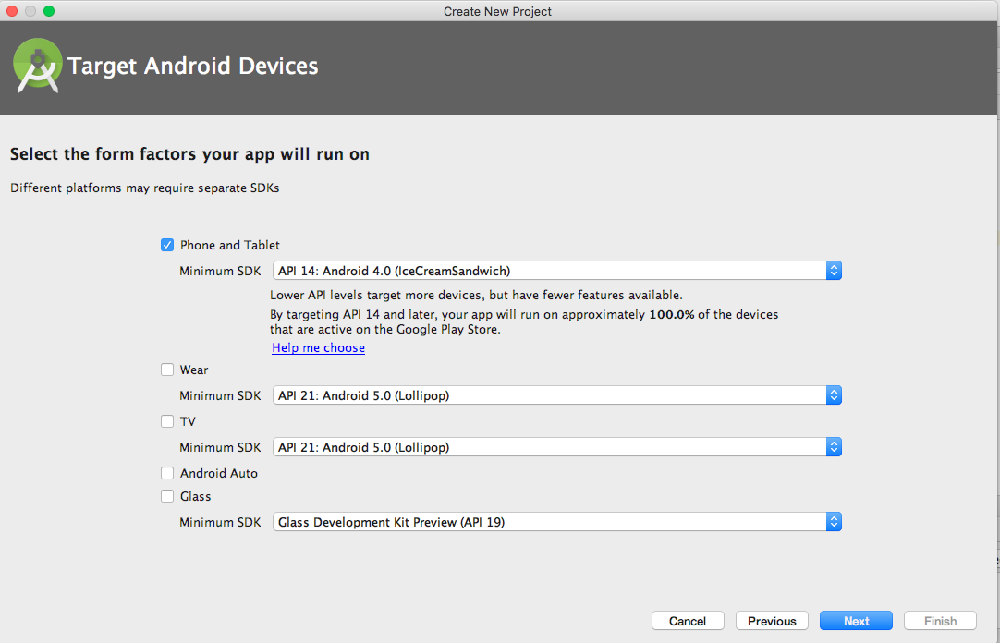 Create New Project
Target Android Devices
Select the form factors your app will run on
Different platforms may require separate SDKs
Phone and Tablet
Minimum SDK API 14: Android 4.0 (IceCreamSandwich)
Lower API levels target more devices, but have fewer features available.
By targeting API 14 and later, your app will run on approximately 100.0% of the devices
that are active on the Google Play Store.
Help me choose
Wear
Minimum SDK API 21: Android 5.0 (Lollipop)
TV
Minimum SDK API 21: Android 5.0 (Lollipop)
Android Auto
Glass
Minimum SDK Glass Development Kit Preview (API 19)
Cancel Previous Next Finish